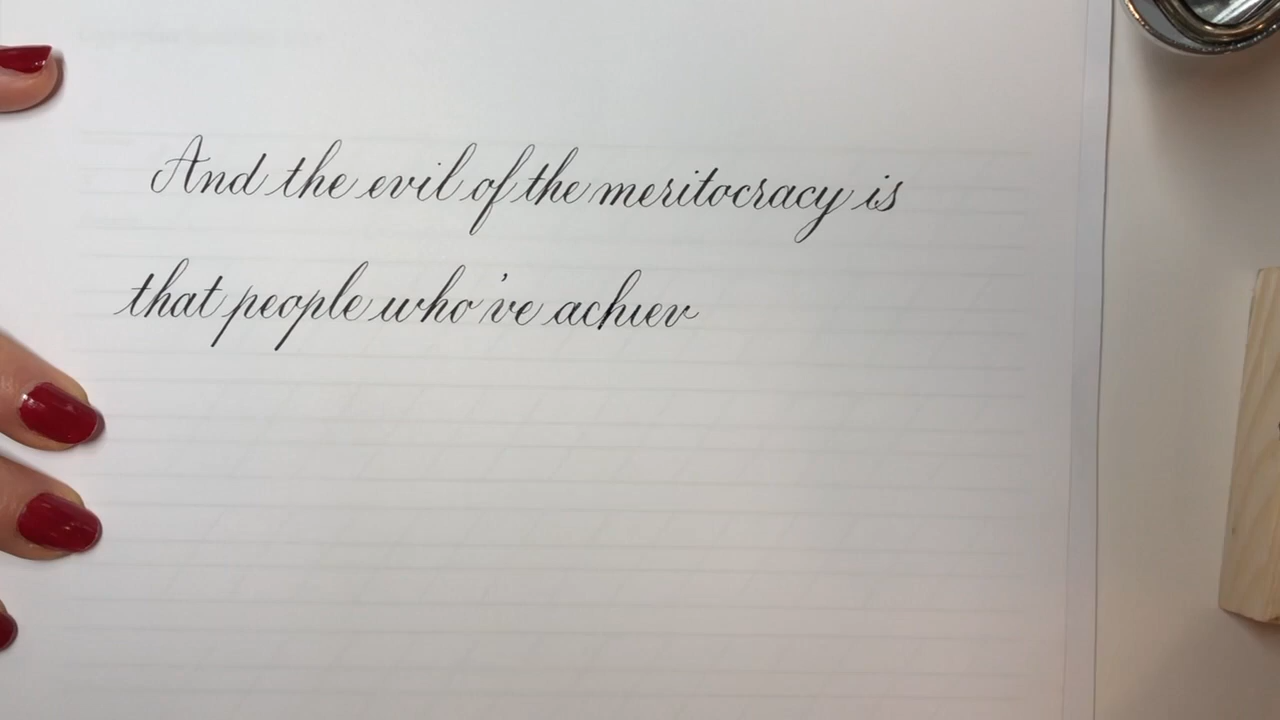 And the evil of the meritocracy is
that people who've achiev